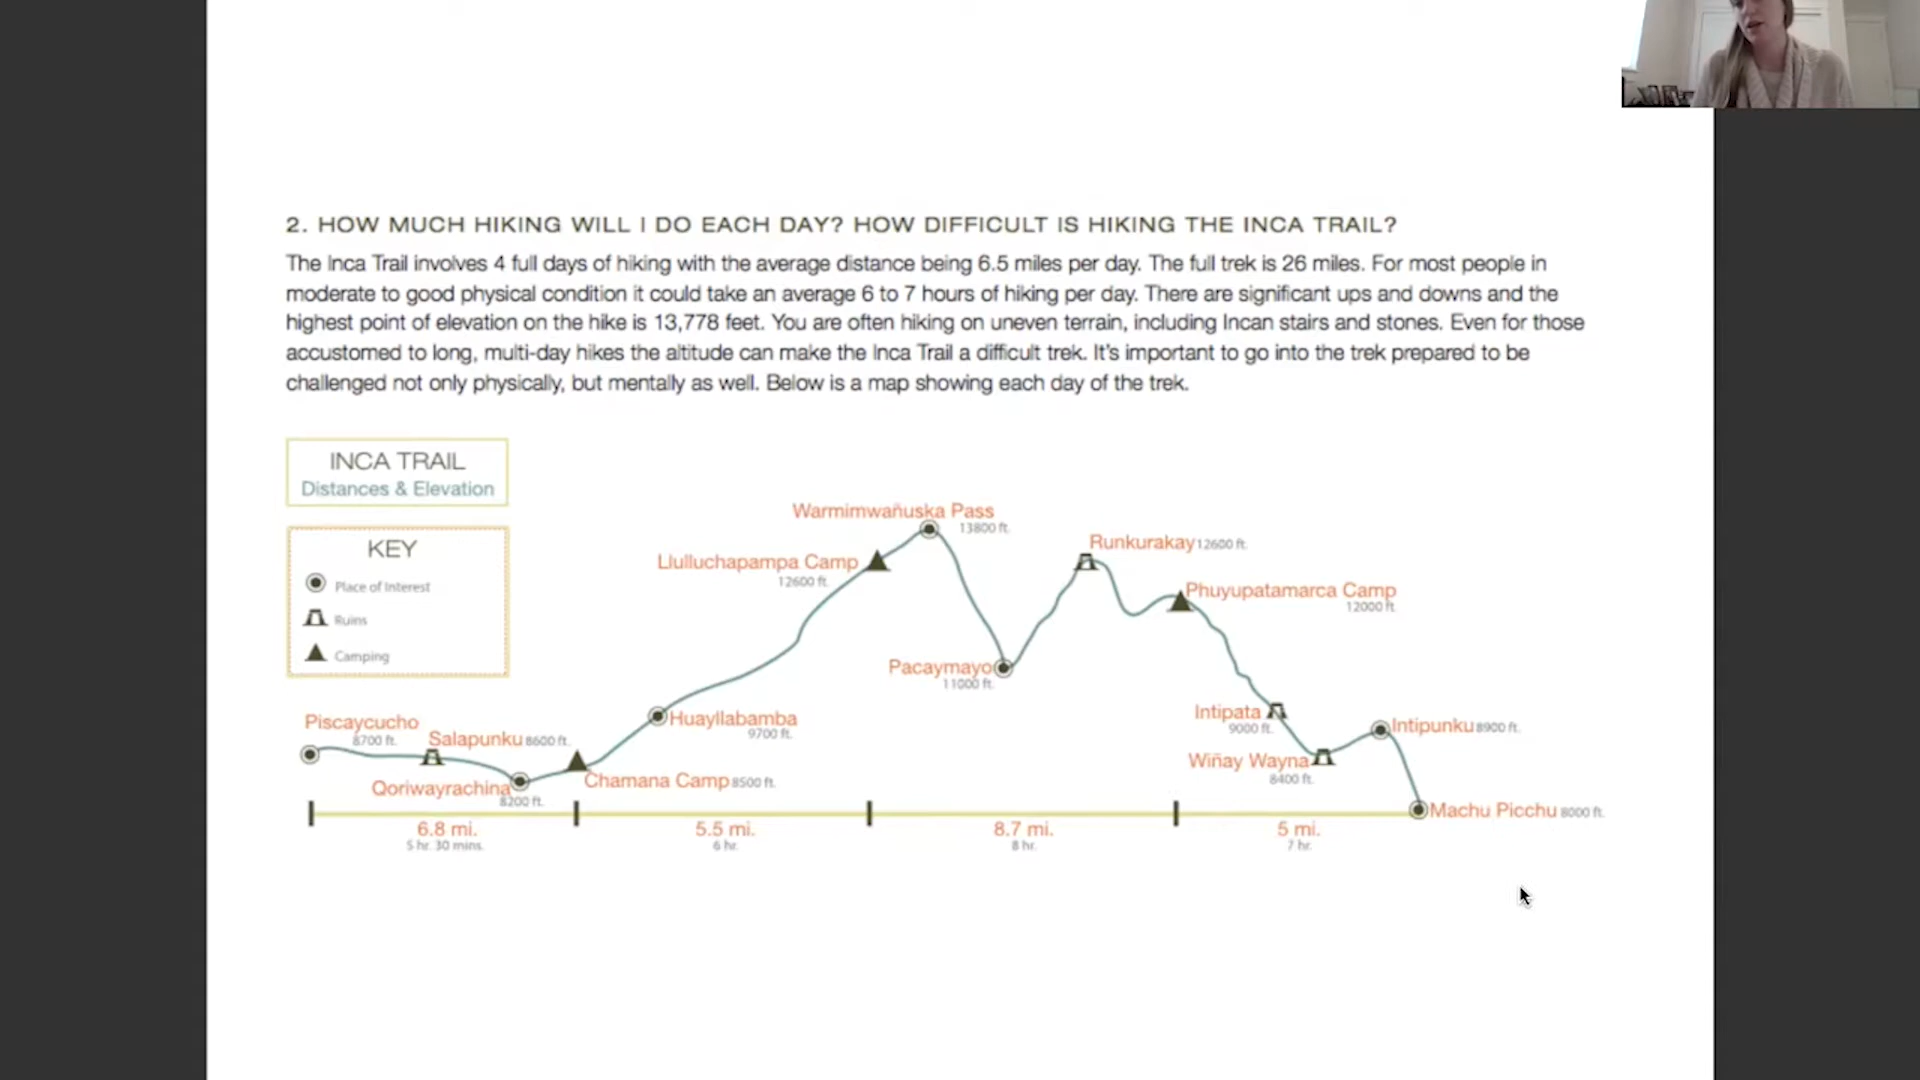 2. HOW MUCH HIKING WILL I DO EACH DAY? HOW DIFFICULT IS HIKING THE INCA TRAIL?
The Inca Trail involves 4 full days of hiking with the average distance being 6.5 miles per day. The full trek is 26 miles. For most people in
moderate to good physical condition it could take an average 6 to 7 hours of hiking per day. There are significant ups and downs and the
highest point of elevation on the hike is 13,778 feet. You are often hiking on uneven terrain, including Incan stairs and stones. Even for those
accustomed to long, multi-day hikes the altitude can make the Inca Trail a difficult trek. It's important to go into the trek prepared to be
challenged not only physically, but mentally as well. Below is a map showing each day of the trek.
INCA TRAIL
Distances & Elevation
KEY
Place of Interest
Ruins
Camping
Piscaycucho
8700 ft.
Salapunku 8600 ft.
Qoriwayrachina
8200 ft.
Chamana Camp 8500 ft.
Huayllabamba
9700 ft.
Llulluchapampa Camp
12600 ft.
Warmimwañuska Pass
13800 ft.
Pacaymayo
11000 ft.
Runkurakay 12600 ft.
Phuyupatamarca Camp
12000 ft.
Intipata
9000 ft.
Wiñay Wayna
8400 ft.
Intipunku 8900 ft.
Machu Picchu 8000 ft.
6.8 mi.
5 hr. 30 mins.
5.5 mi.
6 hr.
8.7 mi.
8 hr.
5 mi.
7 hr.